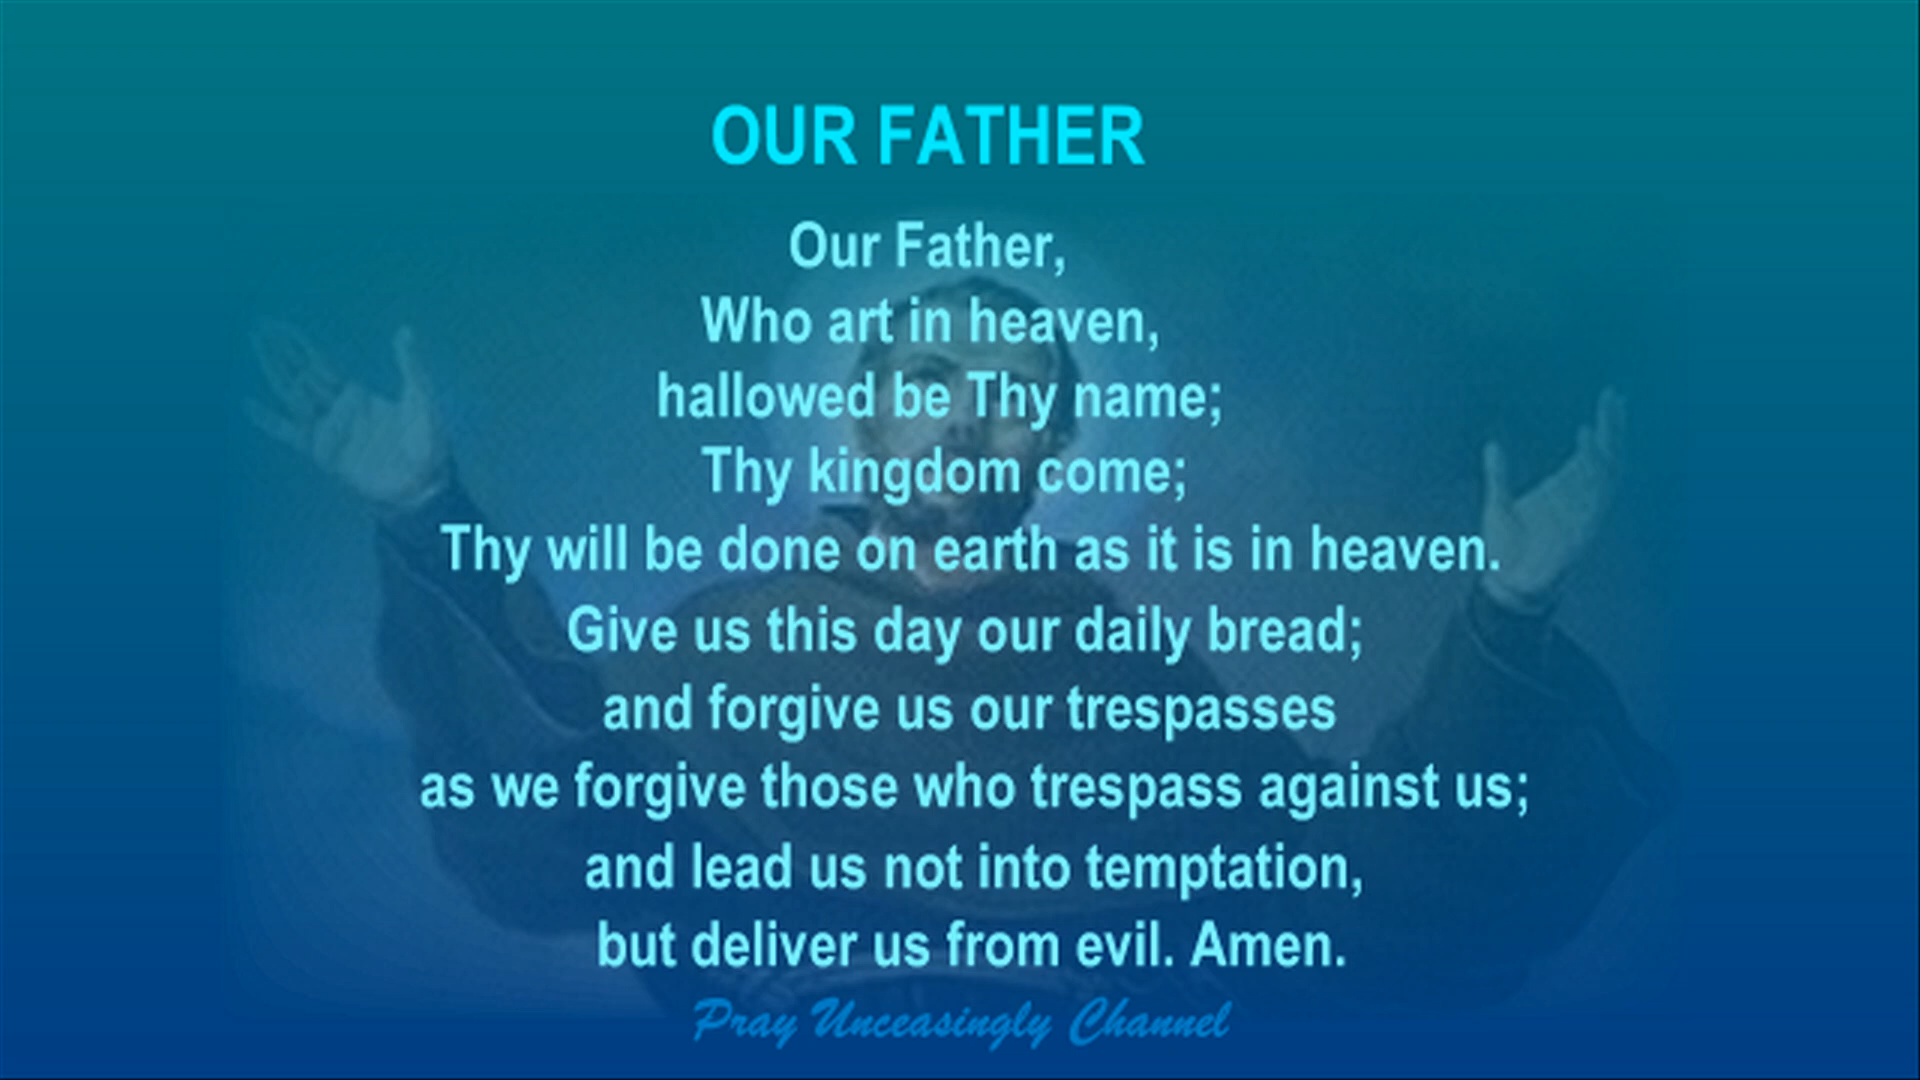 OUR FATHER
Our Father,
Who art in heaven,
hallowed be Thy name;
Thy kingdom come;
Thy will be done on earth as it is in heaven.
Give us this day our daily bread;
and forgive us our trespasses
as we forgive those who trespass against us;
and lead us not into temptation,
but deliver us from evil. Amen.
Pray Unceasingly Channel